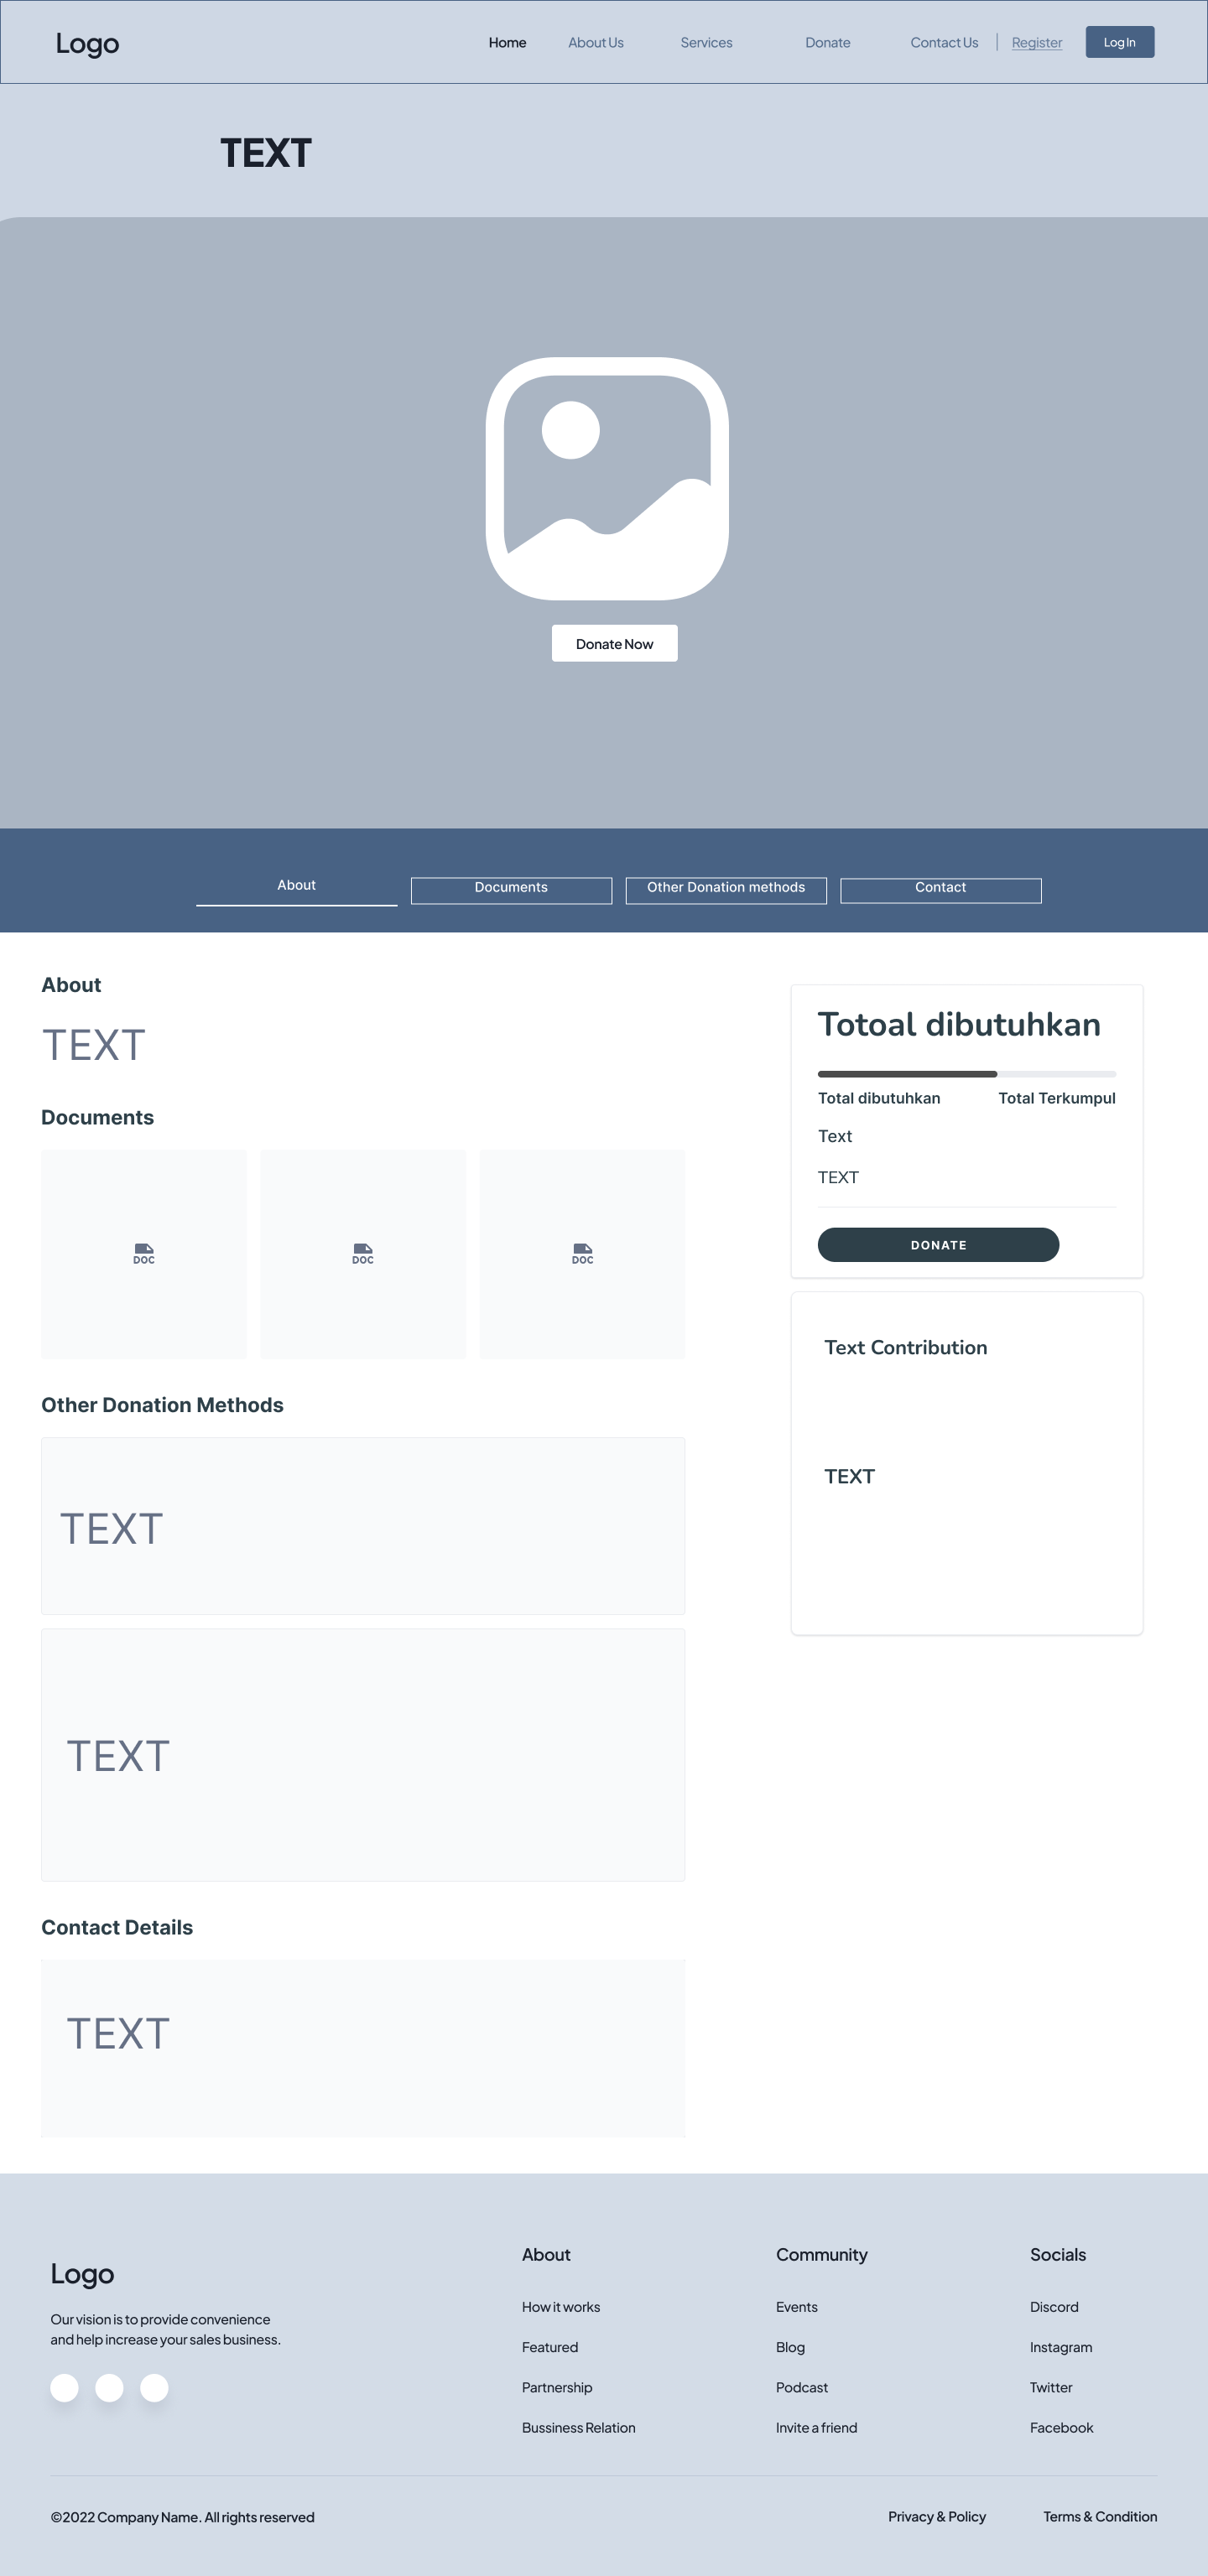 Logo
Home About Us Services Donate Contact Us Register Log In
TEXT
Donate Now
About Documents Other Donation methods Contact
About
TEXT
Documents
DOC DOC DOC
Other Donation Methods
TEXT
TEXT
Contact Details
TEXT
Totoal dibutuhkan
Total dibutuhkan Total Terkumpul
Text
TEXT
DONATE
Text Contribution
TEXT
Logo
Our vision is to provide convenience
and help increase your sales business.
About
How it works
Featured
Partnership
Bussiness Relation
Community
Events
Blog
Podcast
Invite a friend
Socials
Discord
Instagram
Twitter
Facebook
©2022 Company Name. All rights reserved
Privacy & Policy Terms & Condition